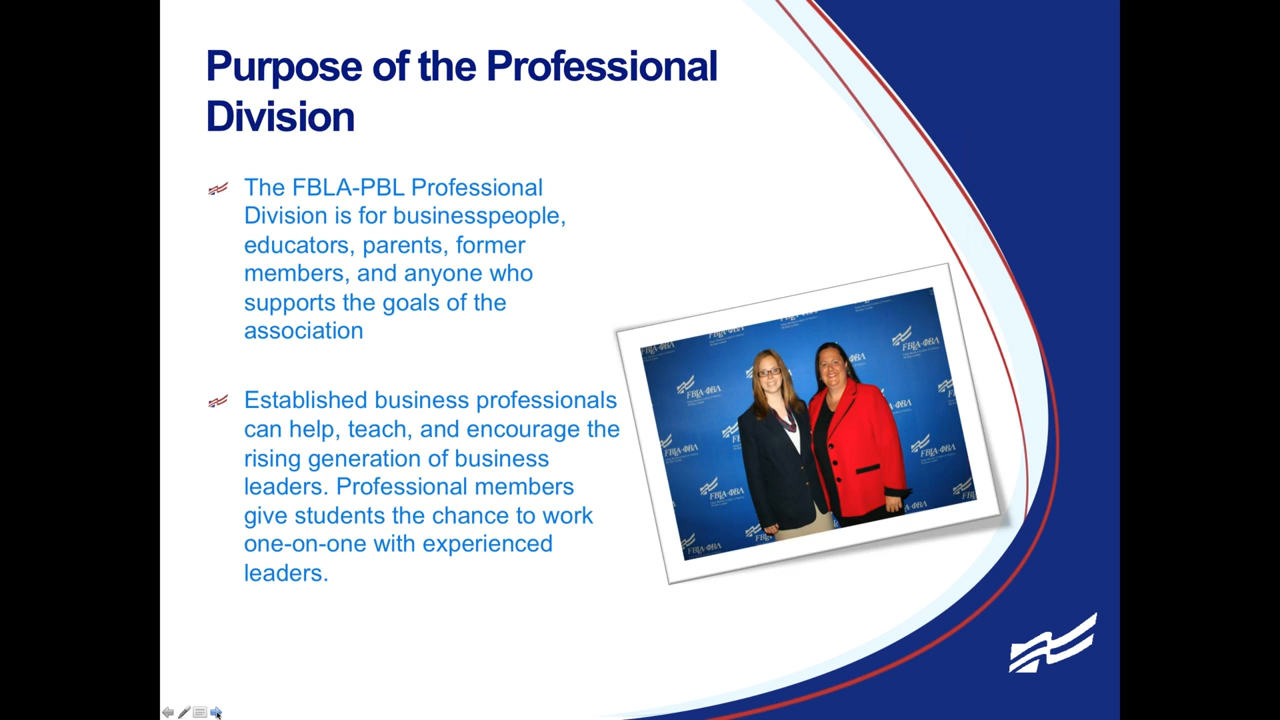 Purpose of the Professional
Division
The FBLA-PBL Professional
Division is for businesspeople,
educators, parents, former
members, and anyone who
supports the goals of the
association
Established business professionals
can help, teach, and encourage the
rising generation of business
leaders. Professional members
give students the chance to work
one-on-one with experienced
leaders.